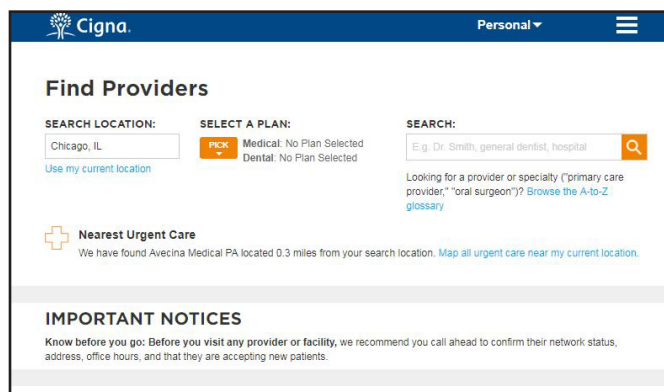 Cigna.
Personal
Find Providers
SEARCH LOCATION:
Chicago, IL
Use my current location
SELECT A PLAN:
PICK
Medical: No Plan Selected
Dental: No Plan Selected
SEARCH:
E.g. Dr. Smith, general dentist, hospital
Looking for a provider or specialty ("primary care
provider," "oral surgeon")? Browse the A-to-Z
glossary
Nearest Urgent Care
We have found Avecina Medical PA located 0.3 miles from your search location. Map all urgent care near my current location.
IMPORTANT NOTICES
Know before you go: Before you visit any provider or facility, we recommend you call ahead to confirm their network status,
address, office hours, and that they are accepting new patients.